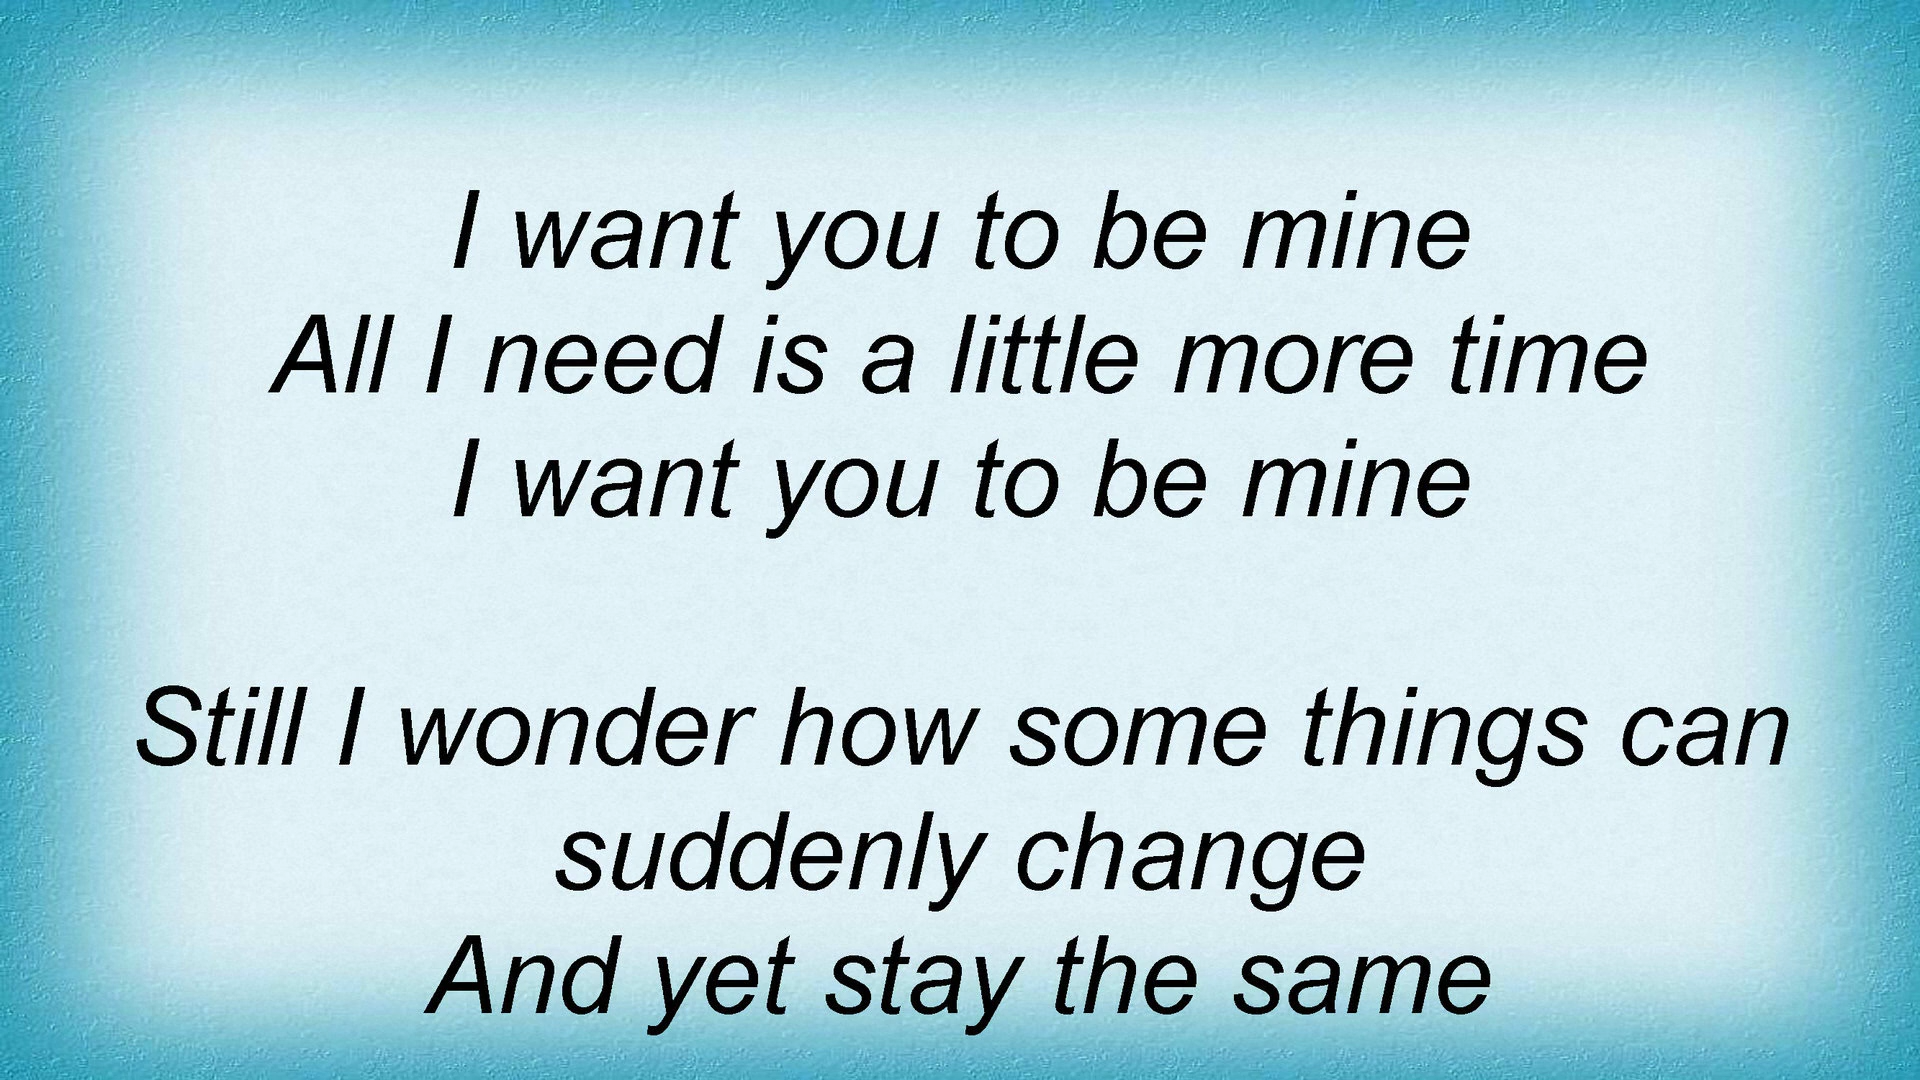 I want you to be mine
All I need is a little more time
I want you to be mine
Still I wonder how some things can
suddenly change
And yet stay the same